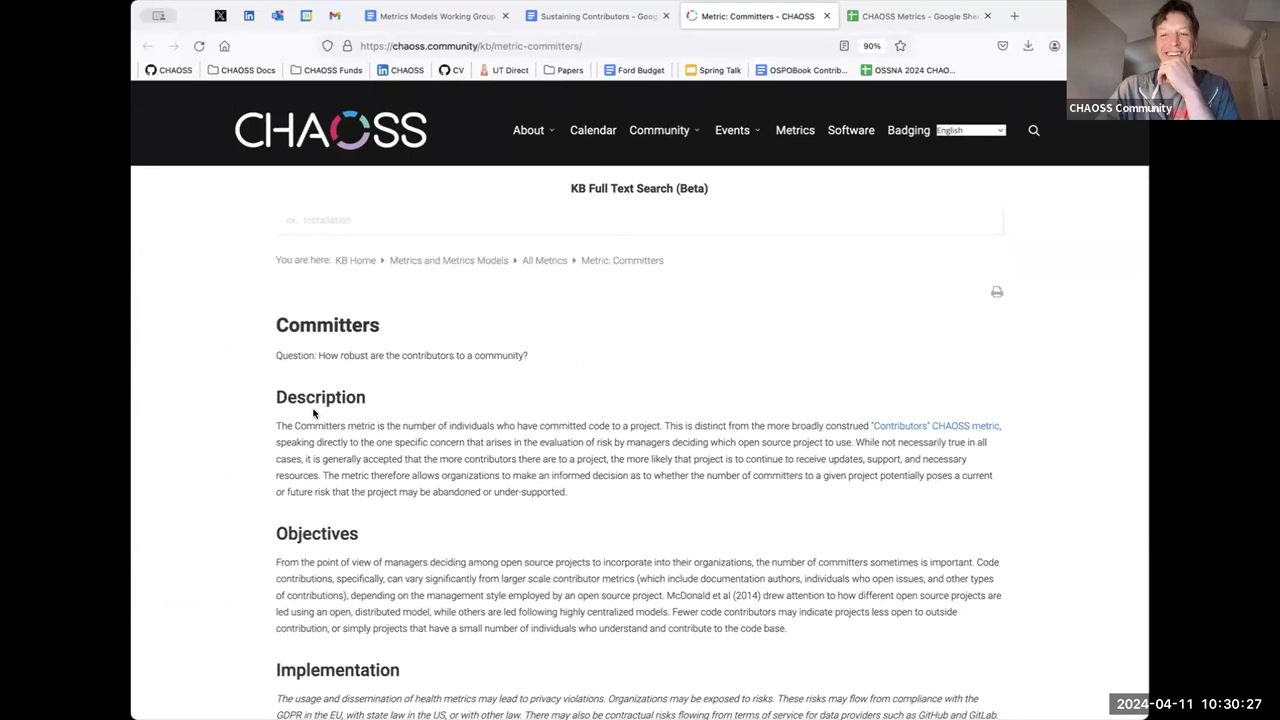 Metrics Models Working Group
Sustaining Contributors - Goog
Metric: Committers - CHAOSS
CHAOSS Metrics - Google She
https://chaoss.community/kb/metric-committers/
90%
CHAOSS
CHAOSS Docs
CHAOSS Funds
CHAOSS
CV
UT Direct
Papers
Ford Budget
Spring Talk
OSPOBook Contrib...
OSSNA 2024 CHAO...
CHAOSS Community
CHAOSS
About
Calendar
Community
Events
Metrics
Software
Badging
English
KB Full Text Search (Beta)
ex. Installation
You are here: KB Home Metrics and Metrics Models All Metrics Metric: Committers
Committers
Question: How robust are the contributors to a community?
Description
The Committers metric is the number of individuals who have committed code to a project. This is distinct from the more broadly construed "Contributors" CHAOSS metric,
speaking directly to the one specific concern that arises in the evaluation of risk by managers deciding which open source project to use. While not necessarily true in all
cases, it is generally accepted that the more contributors there are to a project, the more likely that project is to continue to receive updates, support, and necessary
resources. The metric therefore allows organizations to make an informed decision as to whether the number of committers to a given project potentially poses a current
or future risk that the project may be abandoned or under-supported.
Objectives
From the point of view of managers deciding among open source projects to incorporate into their organizations, the number of committers sometimes is important. Code
contributions, specifically, can vary significantly from larger scale contributor metrics (which include documentation authors, individuals who open issues, and other types
of contributions), depending on the management style employed by an open source project. McDonald et al (2014) drew attention to how different open source projects are
led using an open, distributed model, while others are led following highly centralized models. Fewer code contributors may indicate projects less open to outside
contribution, or simply projects that have a small number of individuals who understand and contribute to the code base.
Implementation
The usage and dissemination of health metrics may lead to privacy violations. Organizations may be exposed to risks. These risks may flow from compliance with the
GDPR in the EU, with state law in the US, or with other law. There may also be contractual risks flowing from terms of service for data providers such as GitHub and GitLab.
2024-04-11 10:30:27